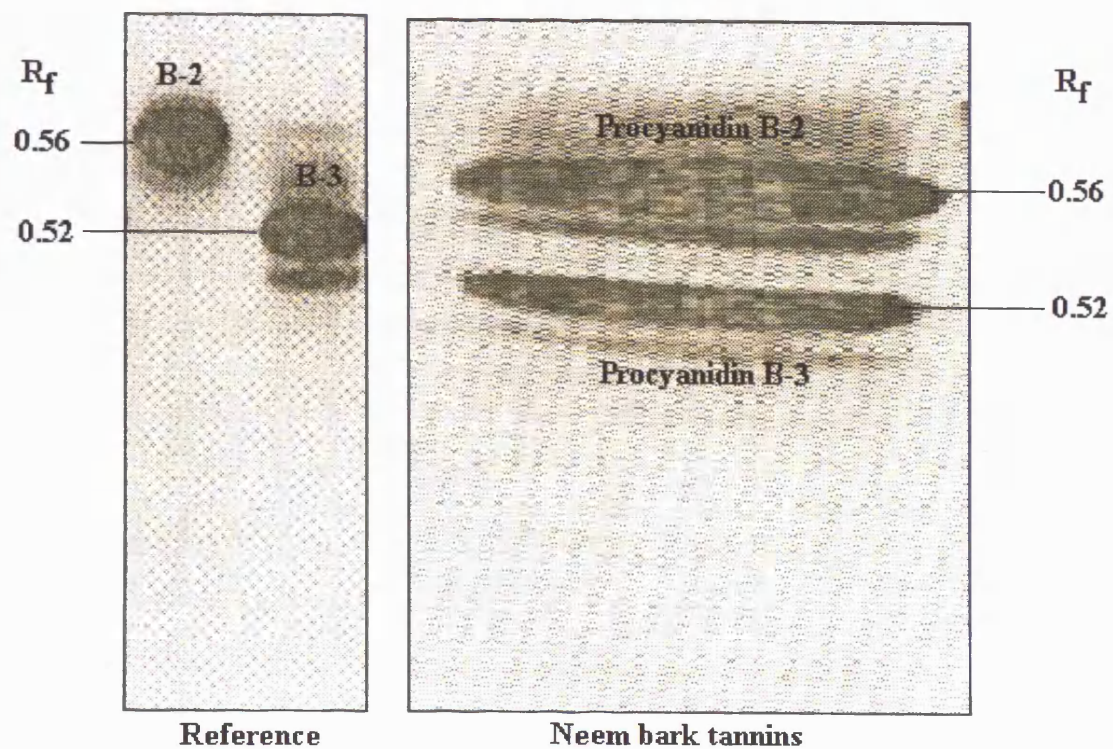 Rf
B-2
0.56
B-3
0.52
Reference
Procyanidin B-2
Procyanidin B-3
Neem bark tannins
Rf
0.56
0.52